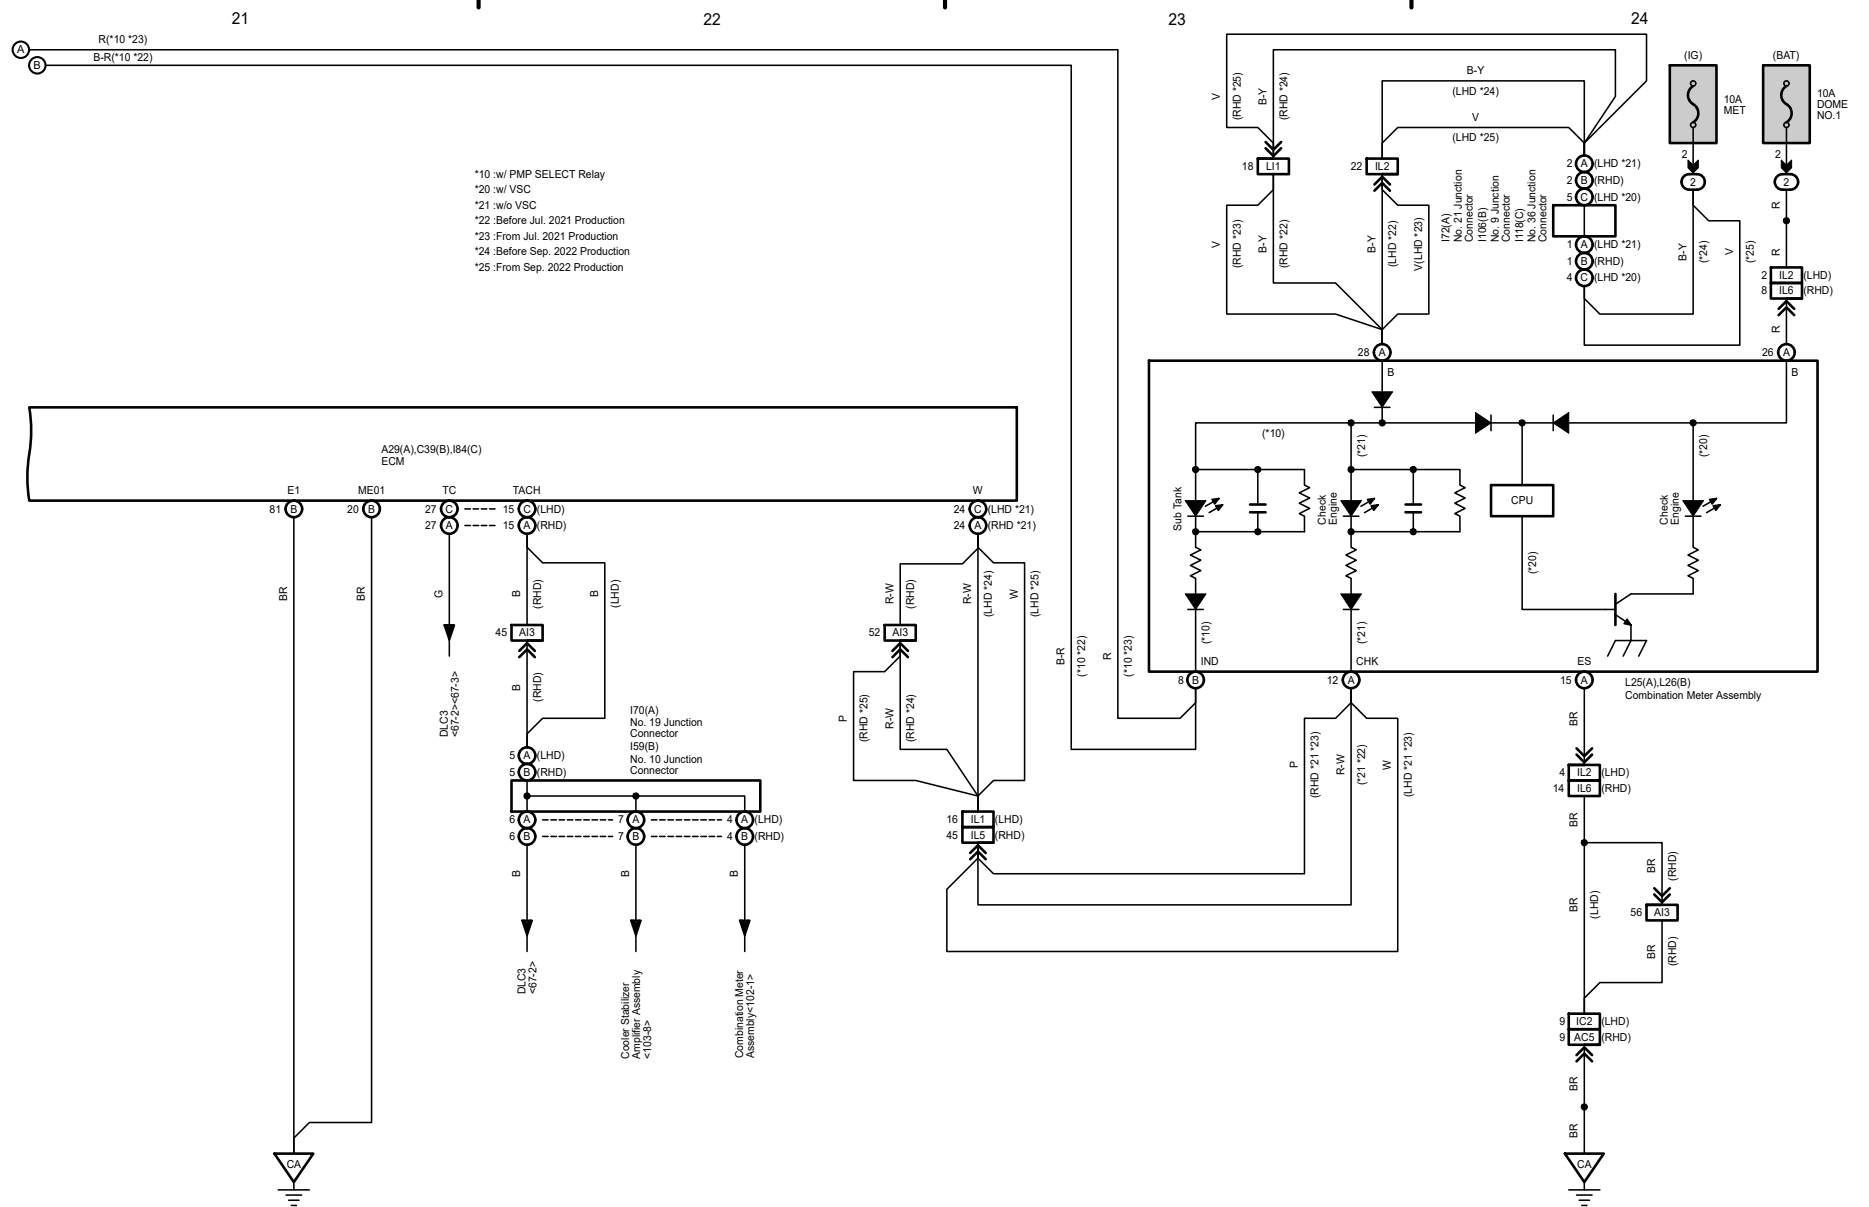 21
22
23
24
A
R(*10 *23)
B
B-R(*10 *22)
*10 :w/ PMP SELECT Relay
*20 :w/ VSC
*21 :w/o VSC
*22 :Before Jul. 2021 Production
*23 :From Jul. 2021 Production
*24 :Before Sep. 2022 Production
*25 :From Sep. 2022 Production
V
(RHD *25)
B-Y
(RHD *24)
18 LI1
V
(RHD *23)
B-Y
(RHD *22)
B-Y
(LHD *24)
V
(LHD *25)
22 IL2
B-Y
(LHD *22)
V(LHD *23)
I72(A)
No. 21 Junction
Connector
I106(B)
No. 9 Junction
Connector
I118(C)
No. 36 Junction
Connector
2 A (LHD *21)
2 B (RHD)
5 C (LHD *20)
1 A (LHD *21)
1 B (RHD)
4 C (LHD *20)
(IG)
10A
MET
2
2
B-Y
(*24)
V
(*25)
(BAT)
10A
DOME
NO.1
2
2
R
R
2 IL2 (LHD)
8 IL6 (RHD)
R
28 A
B
26 A
B
(*10)
(*21)
(*20)
Sub Tank
Check
Engine
CPU
Check
Engine
(*20)
(*10)
(*21)
IND
CHK
ES
8 B
12 A
15 A
L25(A),L26(B)
Combination Meter Assembly
A29(A),C39(B),I84(C)
ECM
E1
ME01
TC
TACH
W
81 B
20 B
27 C
15 C (LHD)
27 A
15 A (RHD)
24 C (LHD *21)
24 A (RHD *21)
BR
BR
G
B
(RHD)
B
(LHD)
45 AI3
B
(RHD)
DLC3
<67-2><67-3>
I70(A)
No. 19 Junction
Connector
I59(B)
No. 10 Junction
Connector
5 A (LHD)
5 B (RHD)
6 A
7 A
4 A (LHD)
6 B
7 B
4 B (RHD)
B
B
B
DLC3
<67-2>
Cooler Stabilizer
Amplifier Assembly
<103-8>
Combination Meter
Assembly<102-1>
R-W
(RHD)
R-W
(LHD *24)
W
(LHD *25)
52 AI3
P
(RHD *25)
R-W
(RHD *24)
16 IL1 (LHD)
45 IL5 (RHD)
B-R
(*10 *22)
R
(*10 *23)
P
(RHD *21 *23)
R-W
(*21 *22)
W
(LHD *21 *23)
BR
4 IL2 (LHD)
14 IL6 (RHD)
BR
BR
(LHD)
BR
(RHD)
56 AI3
BR
(RHD)
9 IC2 (LHD)
9 AC5 (RHD)
BR
BR
CA
CA